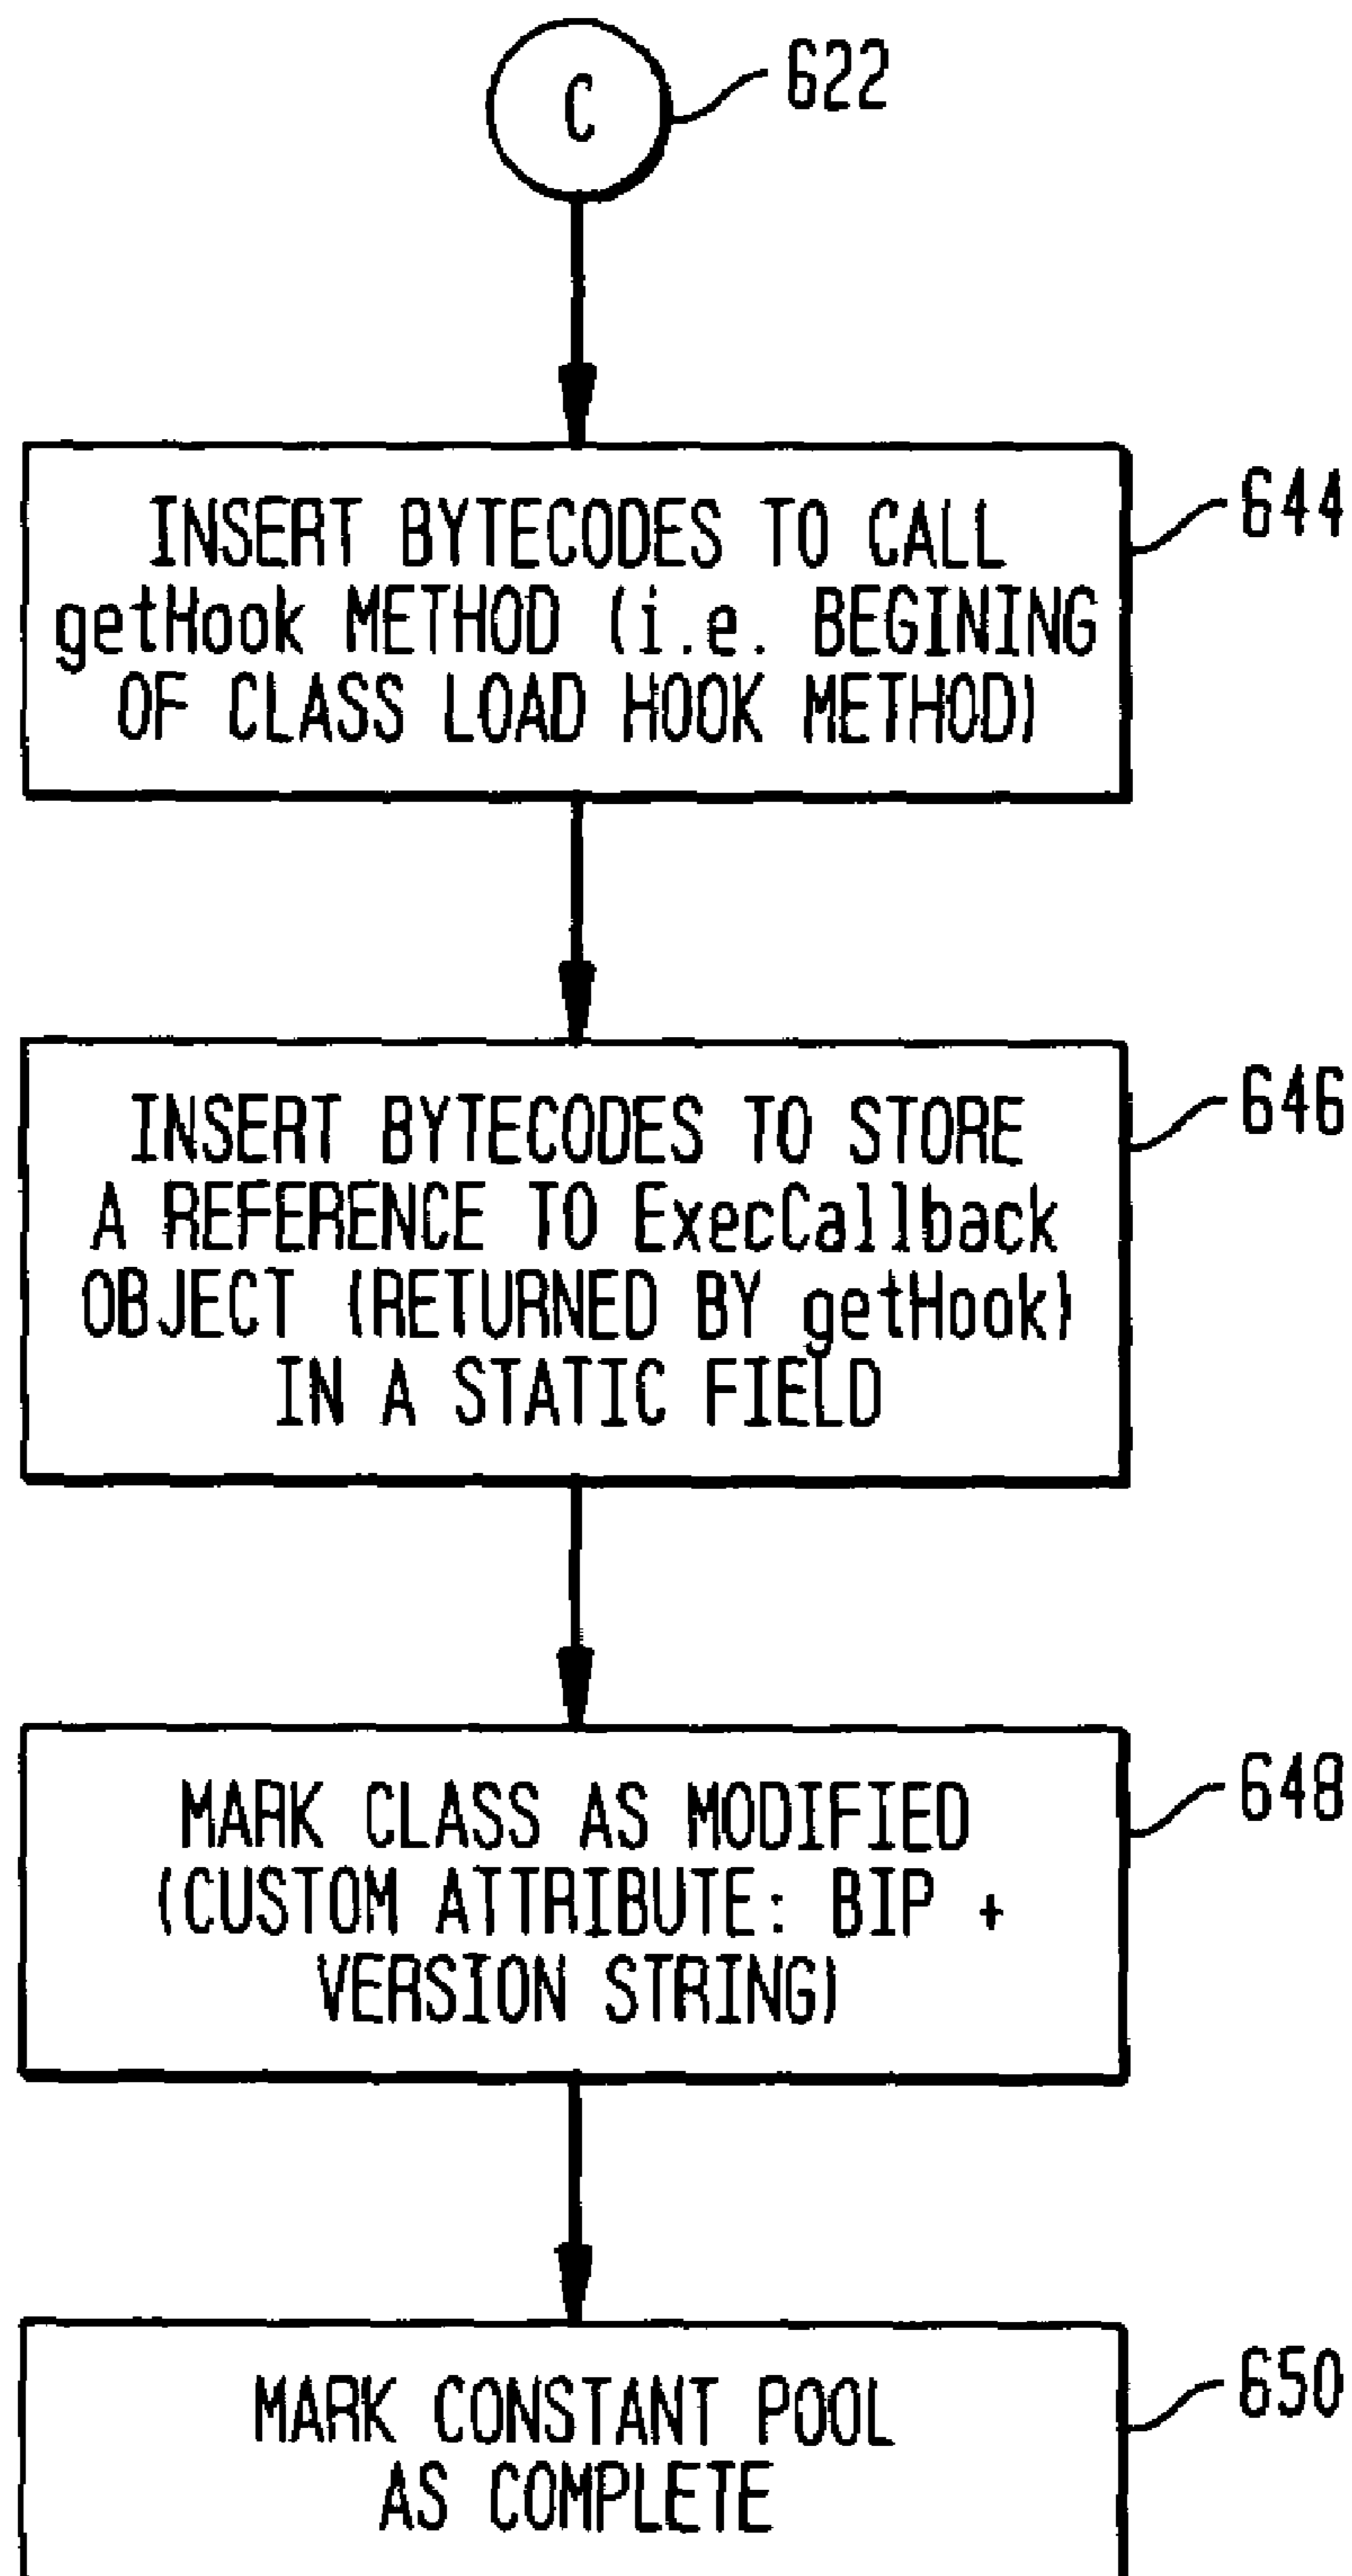 C
622
INSERT BYTECODES TO CALL
getHook METHOD (i.e. BEGINING
OF CLASS LOAD HOOK METHOD)
644
INSERT BYTECODES TO STORE
A REFERENCE TO ExecCallback
OBJECT (RETURNED BY getHook)
IN A STATIC FIELD
646
MARK CLASS AS MODIFIED
(CUSTOM ATTRIBUTE: BIP +
VERSION STRING)
648
MARK CONSTANT POOL
AS COMPLETE
650